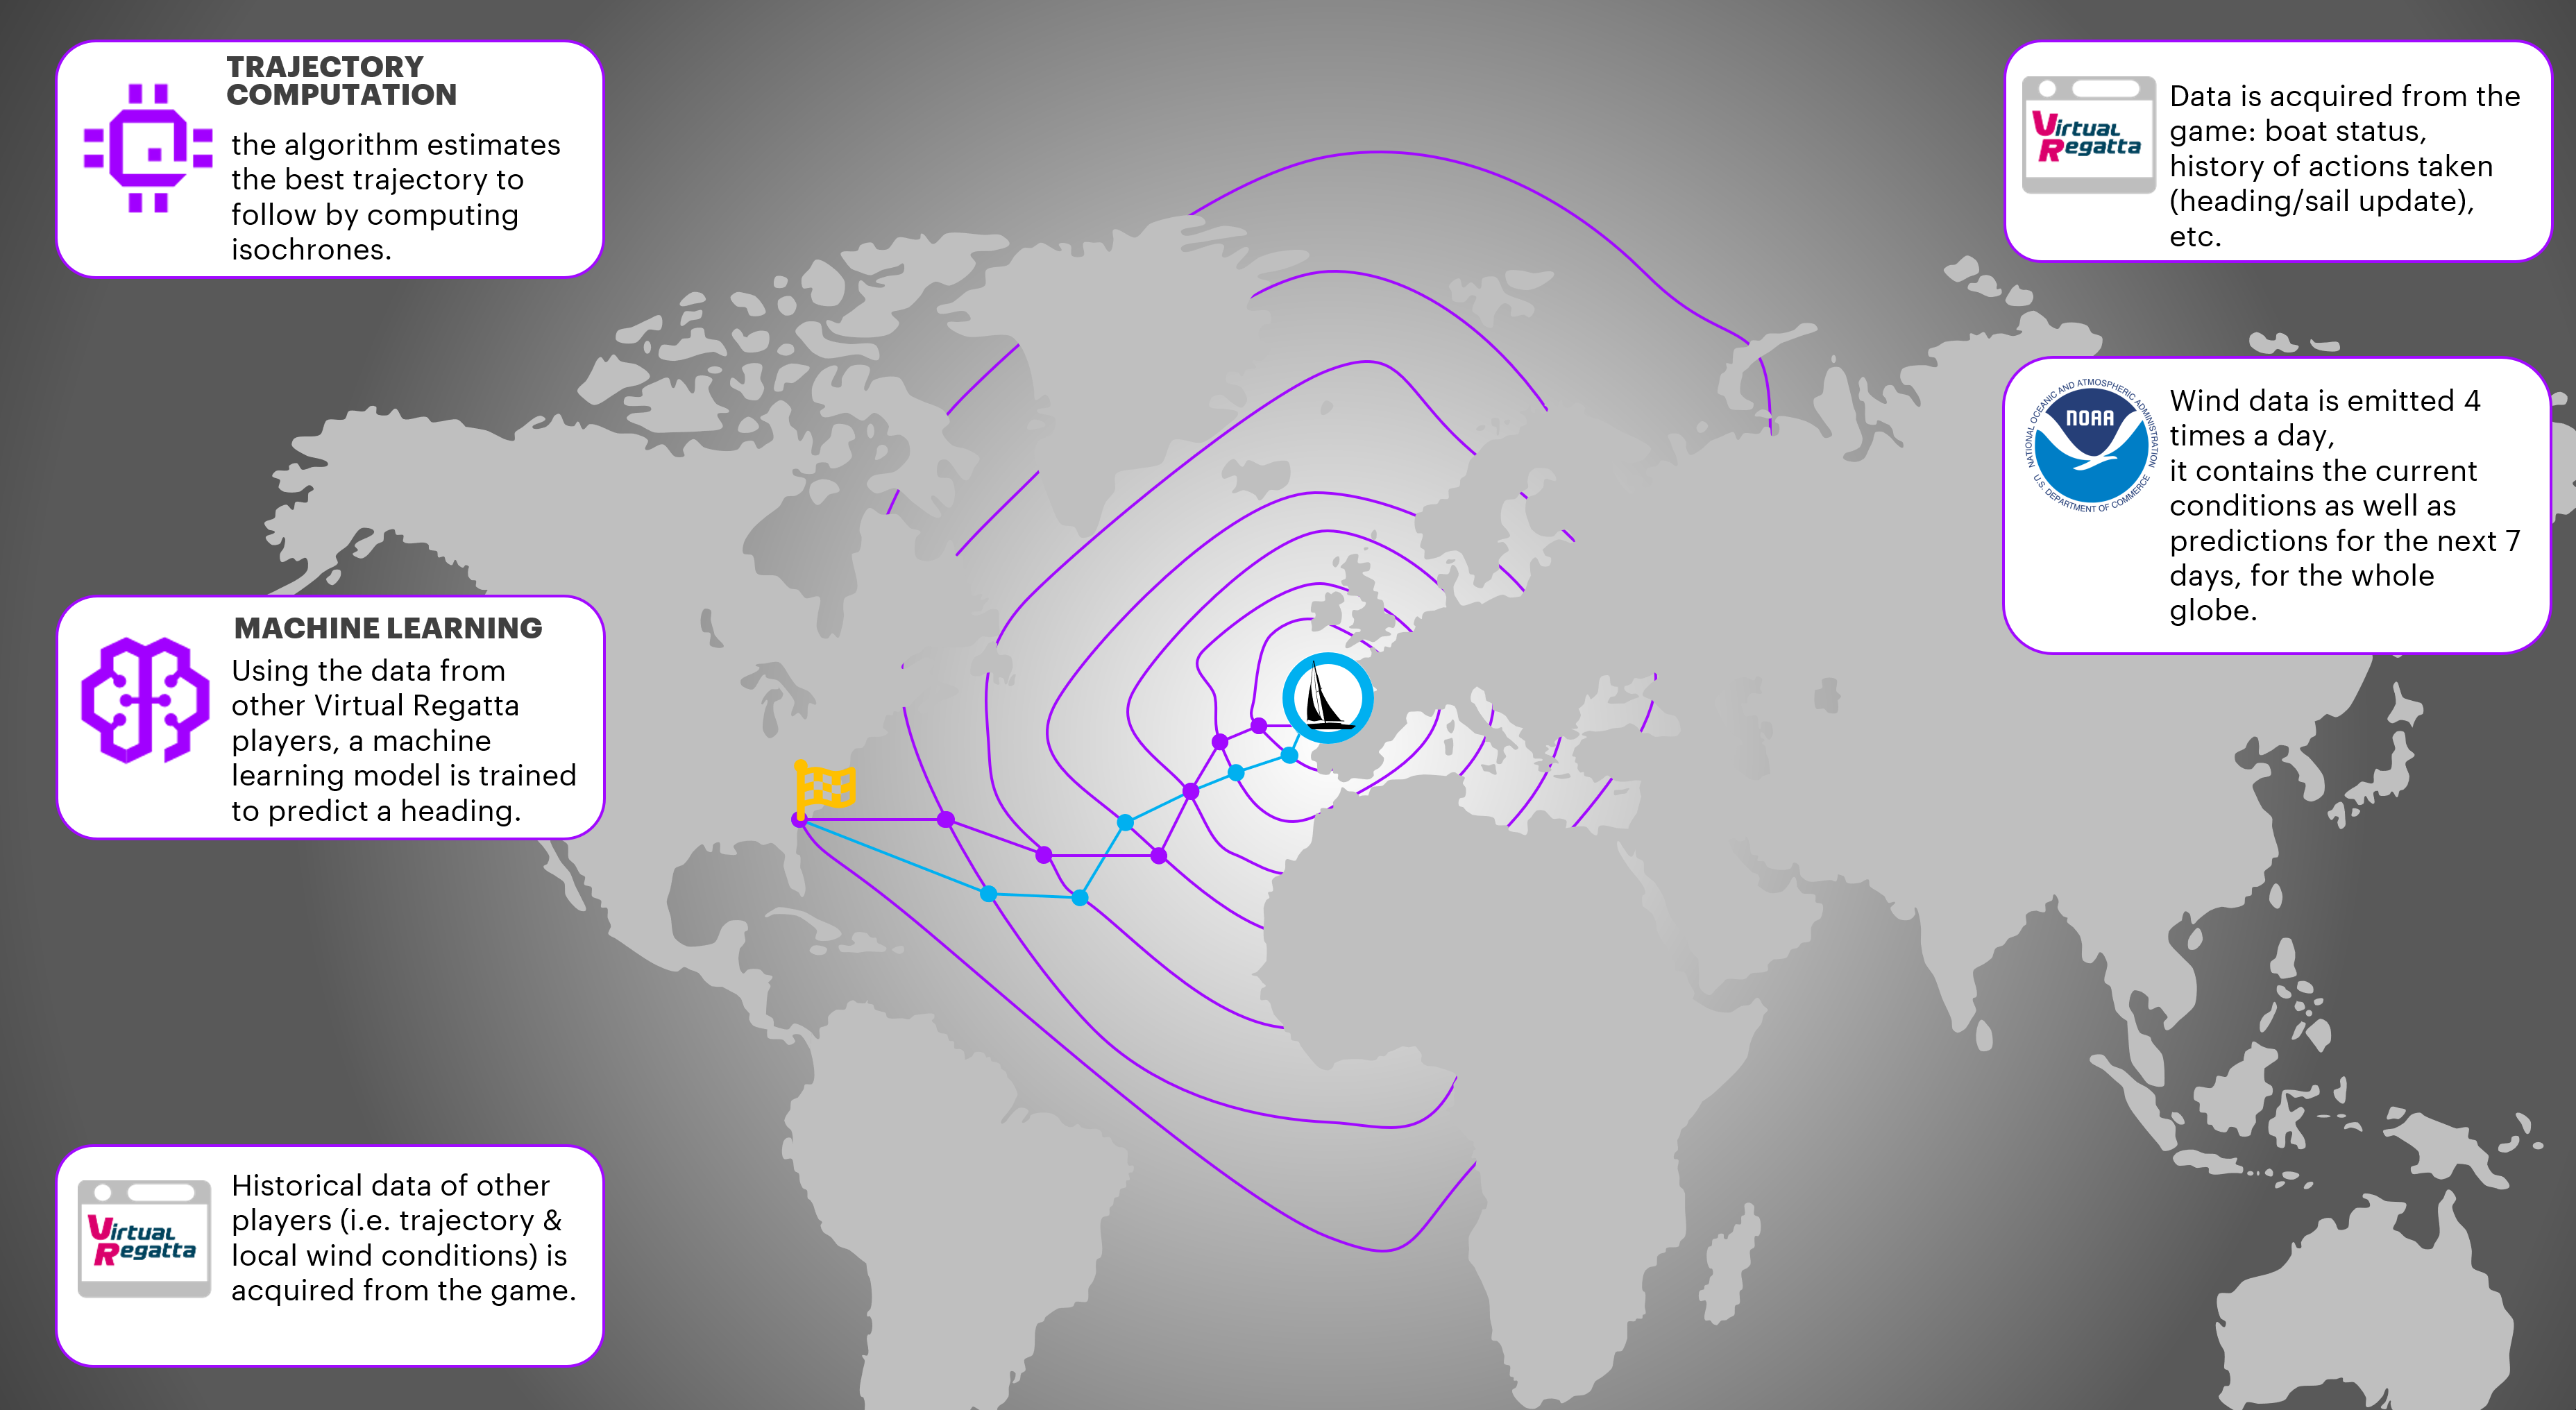 TRAJECTORY
COMPUTATION
the algorithm estimates
the best trajectory to
follow by computing
isochrones.
Virtual
Regatta
Data is acquired from the
game: boat status,
history of actions taken
(heading/sail update),
etc.
NATIONAL OCEANIC AND ATMOSPHERIC ADMINISTRATION
NOAA
U.S. DEPARTMENT OF COMMERCE
Wind data is emitted 4
times a day,
it contains the current
conditions as well as
predictions for the next 7
days, for the whole
globe.
MACHINE LEARNING
Using the data from
other Virtual Regatta
players, a machine
learning model is trained
to predict a heading.
Virtual
Regatta
Historical data of other
players (i.e. trajectory &
local wind conditions) is
acquired from the game.